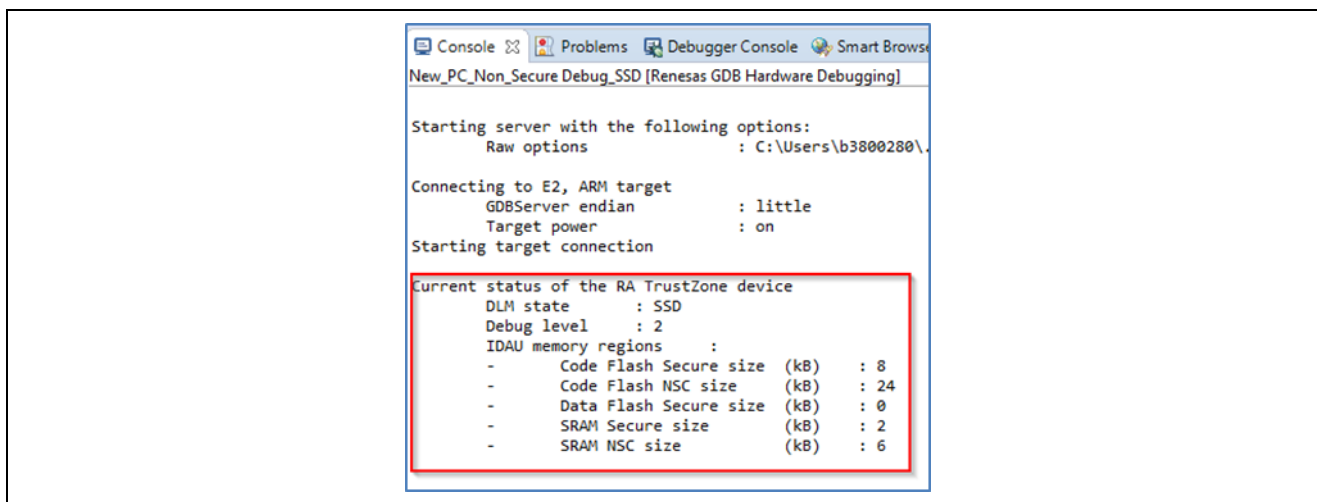 Console Problems Debugger Console Smart Browse
New_PC_Non_Secure Debug_SSD [Renesas GDB Hardware Debugging]
Starting server with the following options:
Raw options : C:\Users\b3800280\.
Connecting to E2, ARM target
GDBServer endian : little
Target power : on
Starting target connection
Current status of the RA TrustZone device
DLM state : SSD
Debug level : 2
IDAU memory regions :
- Code Flash Secure size (kB) : 8
- Code Flash NSC size (kB) : 24
- Data Flash Secure size (kB) : 0
- SRAM Secure size (kB) : 2
- SRAM NSC size (kB) : 6